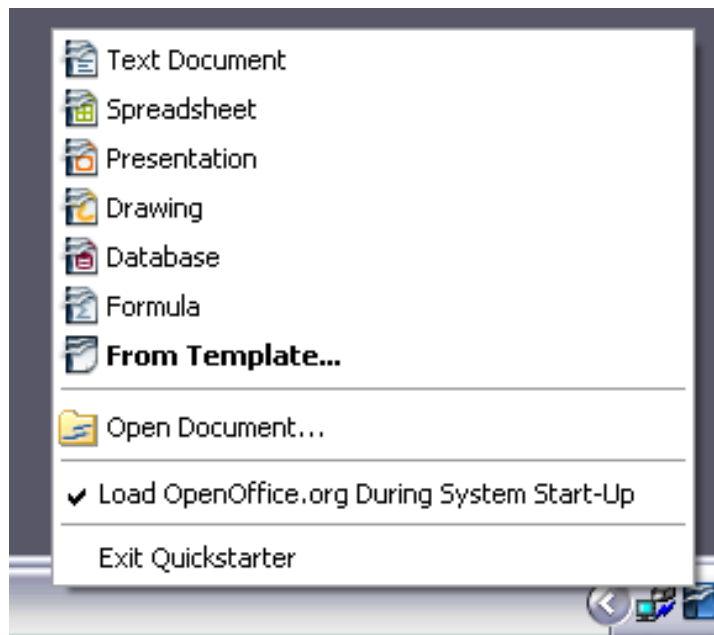 Text Document
Spreadsheet
Presentation
Drawing
Database
Formula
From Template...
Open Document...
Load OpenOffice.org During System Start-Up
Exit Quickstarter